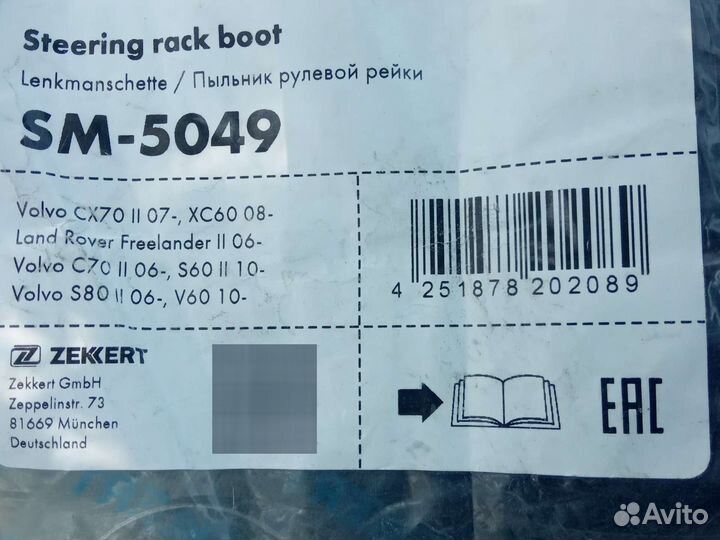 Steering rack boot
Lenkmanschette / Пыльник рулевой рейки
SM-5049
Volvo CX70 II 07-, XC60 08-
Land Rover Freelander II 06-
Volvo C70 II 06-, S60 II 10-
Volvo S80 II 06-, V60 10-
4 251878 202089
ZEKKERT
Zekkert GmbH
Zeppelinstr. 73
81669 München
Deutschland
EAC
Avito